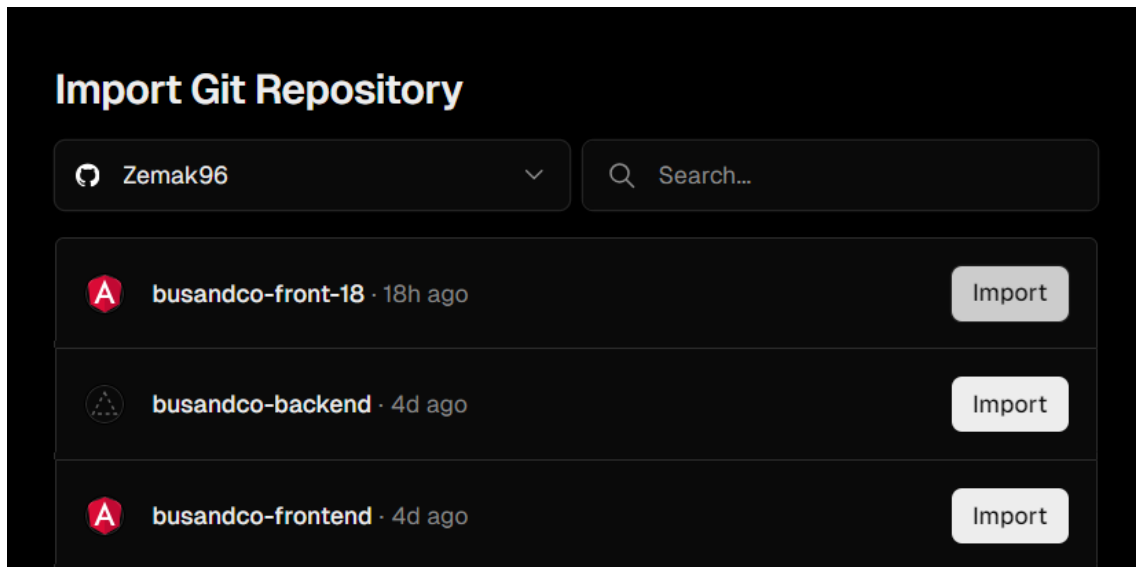 Import Git Repository
Zemak96
Search...
busandco-front-18 · 18h ago
Import
busandco-backend · 4d ago
Import
busandco-frontend · 4d ago
Import